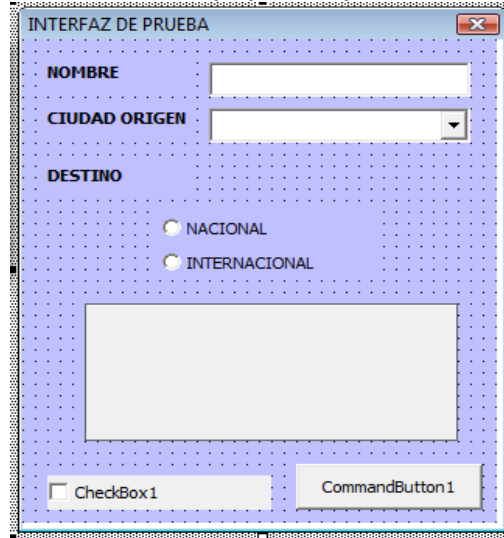 INTERFAZ DE PRUEBA
NOMBRE
CIUDAD ORIGEN
DESTINO
NACIONAL
INTERNACIONAL
CheckBox1
CommandButton1